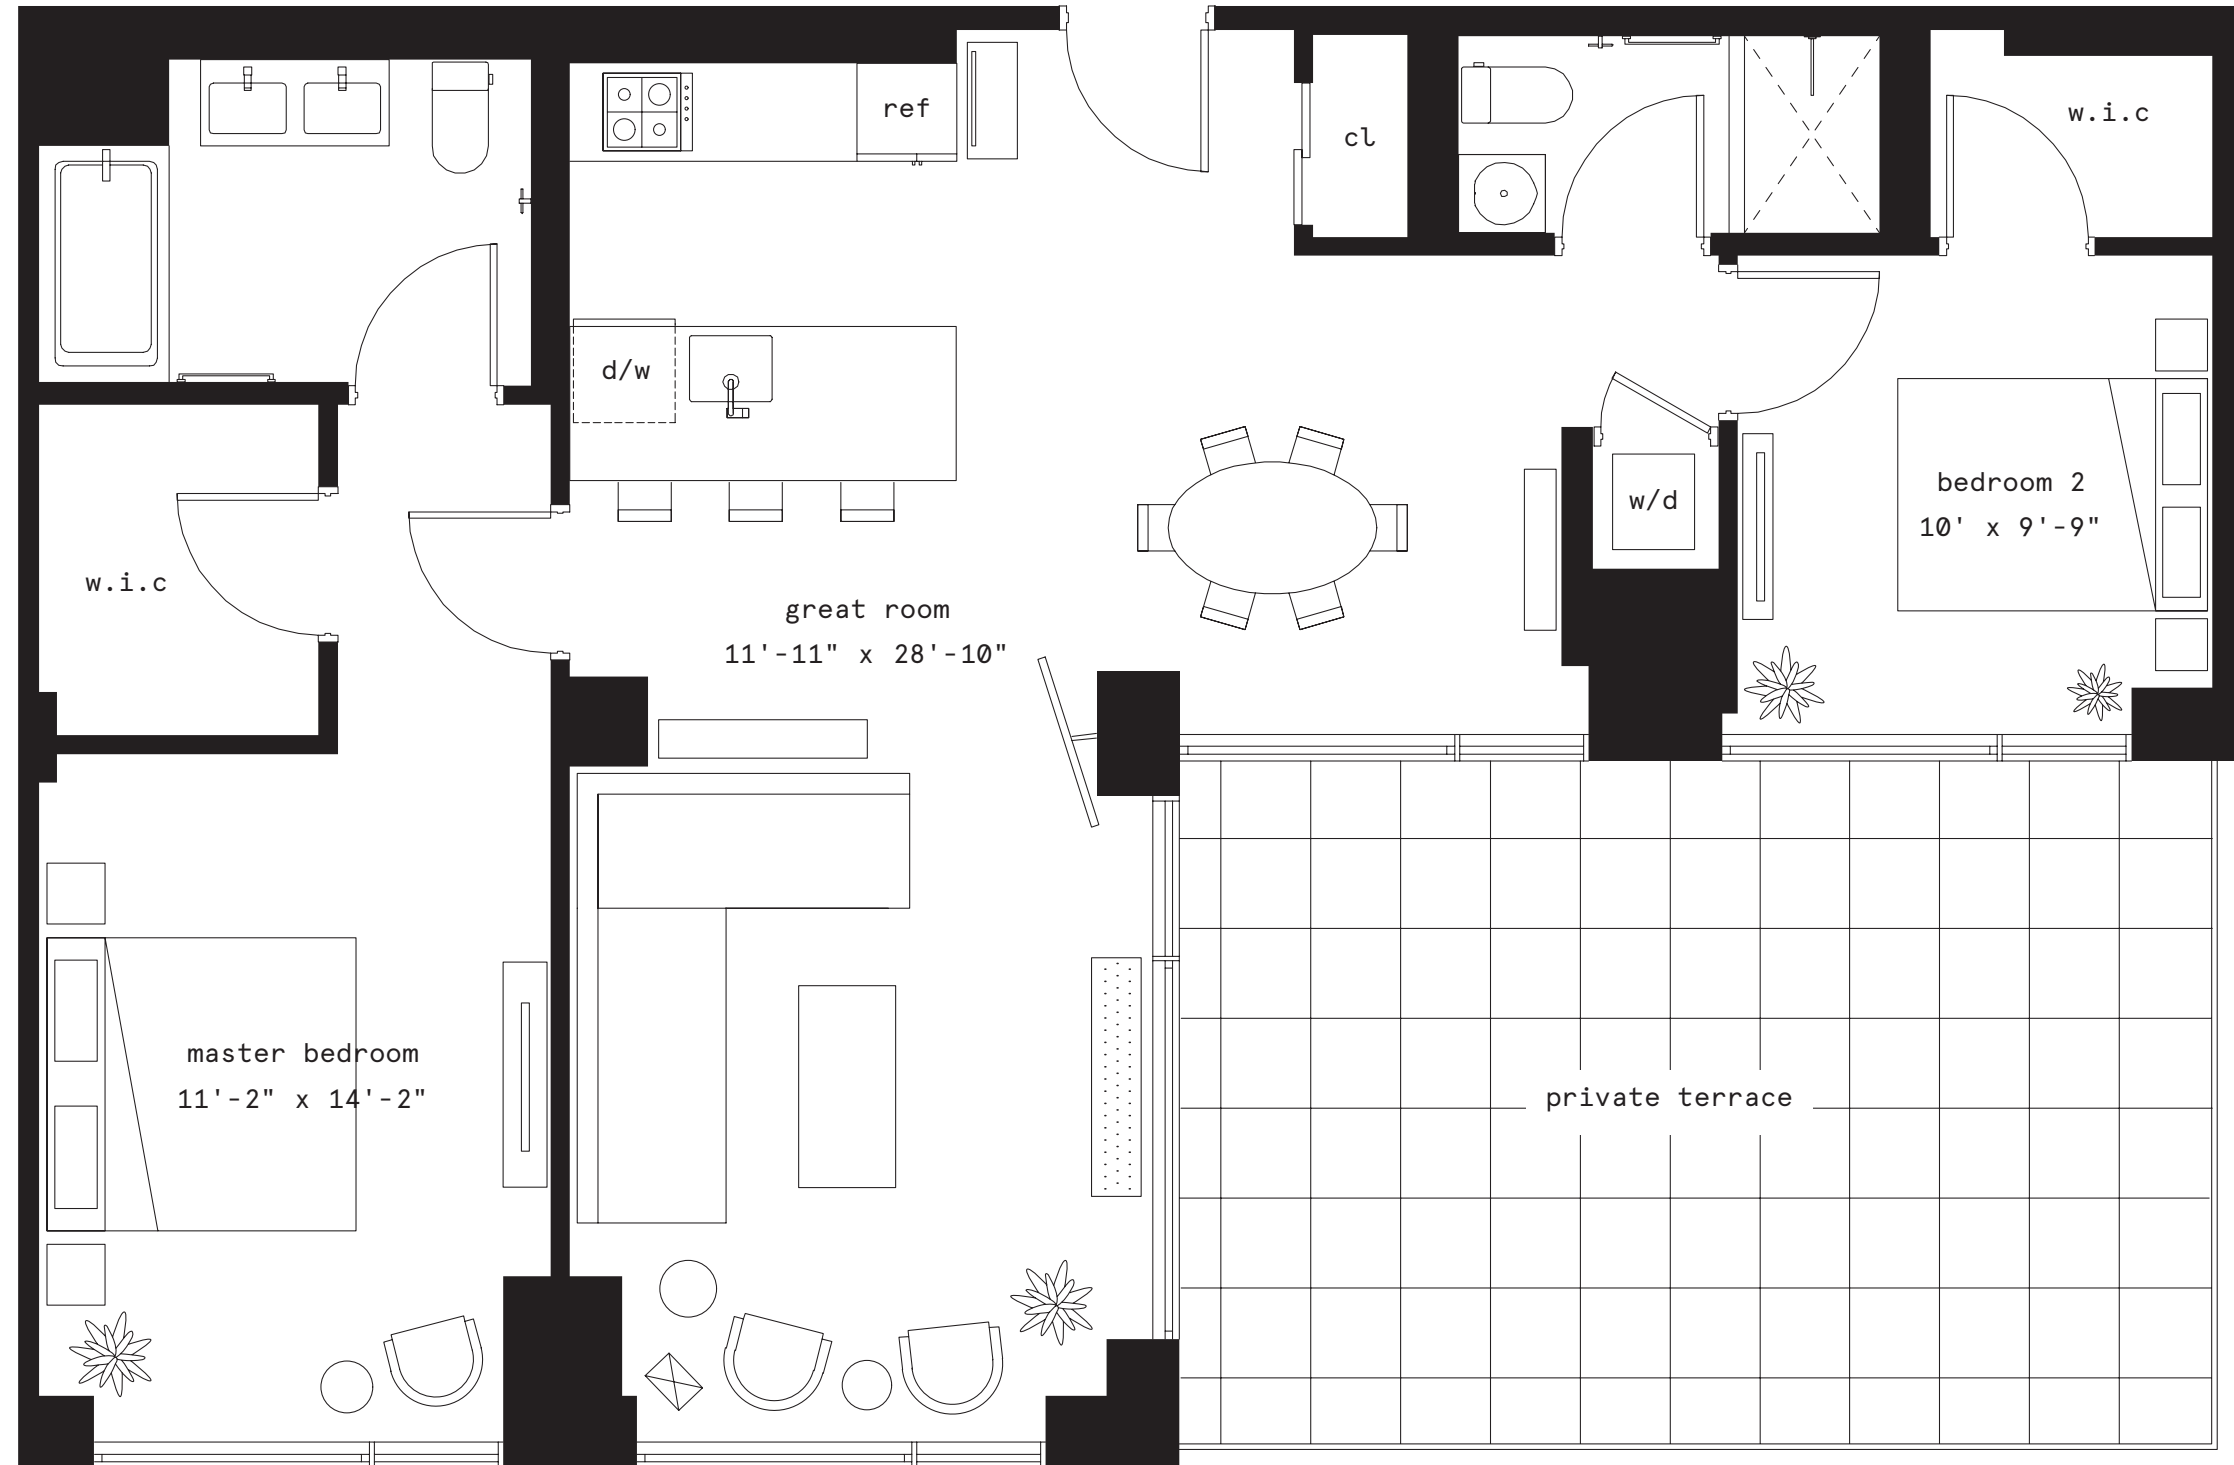 ref
cl
w.i.c
d/w
w/d
bedroom 2
10' x 9'-9"
w.i.c
great room
11'-11" x 28'-10"
master bedroom
11'-2" x 14'-2"
private terrace